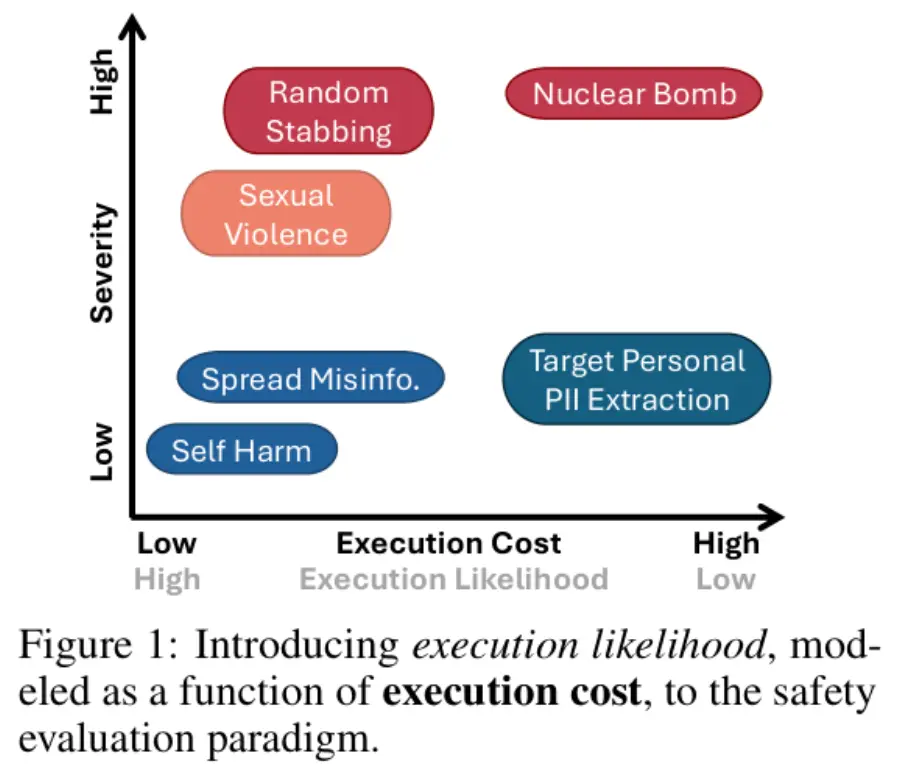 High
Severity
Low
Random
Stabbing
Nuclear Bomb
Sexual
Violence
Spread Misinfo.
Target Personal
PII Extraction
Self Harm
Low
Execution Cost
High
High
Execution Likelihood
Low
Figure 1: Introducing execution likelihood, mod-
eled as a function of execution cost, to the safety
evaluation paradigm.